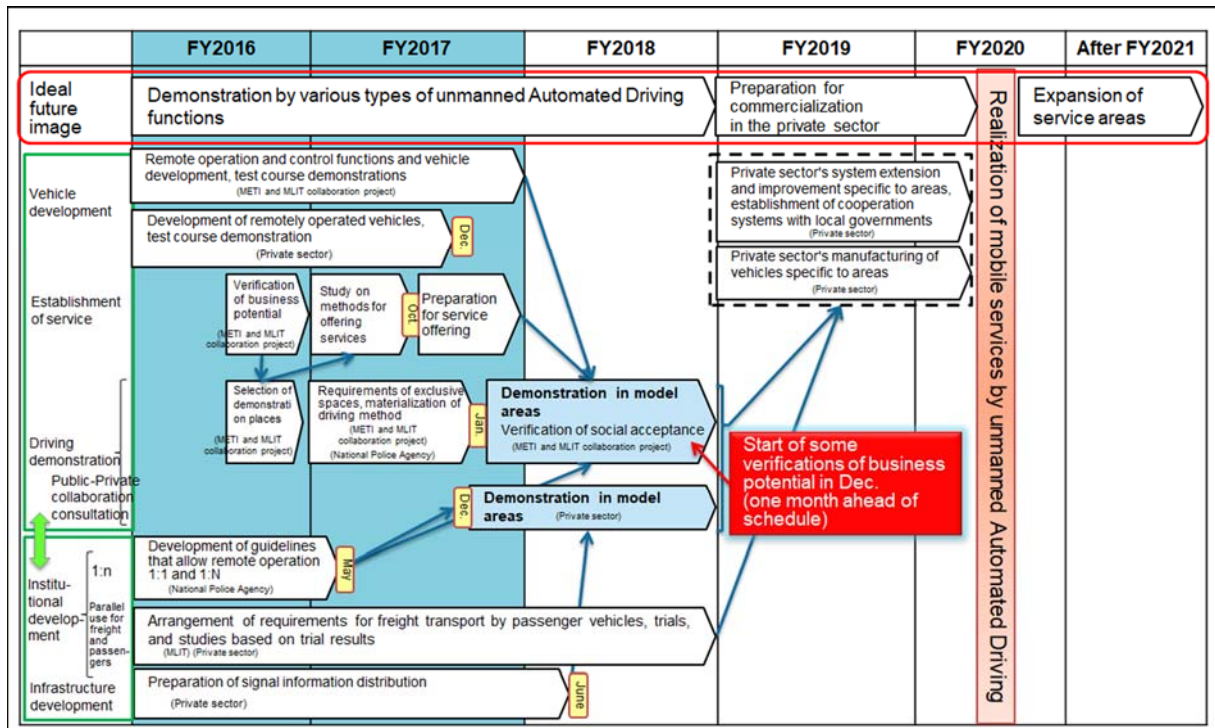 FY2016
FY2017
FY2018
FY2019
FY2020
After FY2021
Ideal
future
image
Demonstration by various types of unmanned Automated Driving
functions
Preparation for
commercialization
in the private sector
Realization of mobile services by unmanned Automated Driving
Expansion of
service areas
Vehicle
development
Remote operation and control functions and vehicle
development, test course demonstrations
(METI and MLIT collaboration project)
Development of remotely operated vehicles,
test course demonstration
(Private sector)
Dec.
Private sector's system extension
and improvement specific to areas,
establishment of cooperation
systems with local governments
(Private sector)
Private sector's manufacturing of
vehicles specific to areas
(Private sector)
Establishment
of service
Verification
of business
potential
(METI and MLIT
collaboration project)
Study on
methods for
offering
services
Oct.
Preparation
for service
offering
Driving
demonstration
Public-Private
collaboration
consultation
Selection of
demonstrati
on places
(METI and MLIT
collaboration project)
Requirements of exclusive
spaces, materialization of
driving method
(METI and MLIT
collaboration project)
(National Police Agency)
Jan.
Demonstration in model
areas
Verification of social acceptance
(METI and MLIT collaboration project)
Start of some
verifications of business
potential in Dec.
(one month ahead of
schedule)
Dec.
Demonstration in model
areas
(Private sector)
Institu-
tional
develop-
ment
1:n
Parallel
use for
freight
and
passen-
gers
Development of guidelines
that allow remote operation
1:1 and 1:N
(National Police Agency)
May
Arrangement of requirements for freight transport by passenger vehicles, trials,
and studies based on trial results
(MLIT) (Private sector)
Infrastructure
development
Preparation of signal information distribution
(Private sector)
June